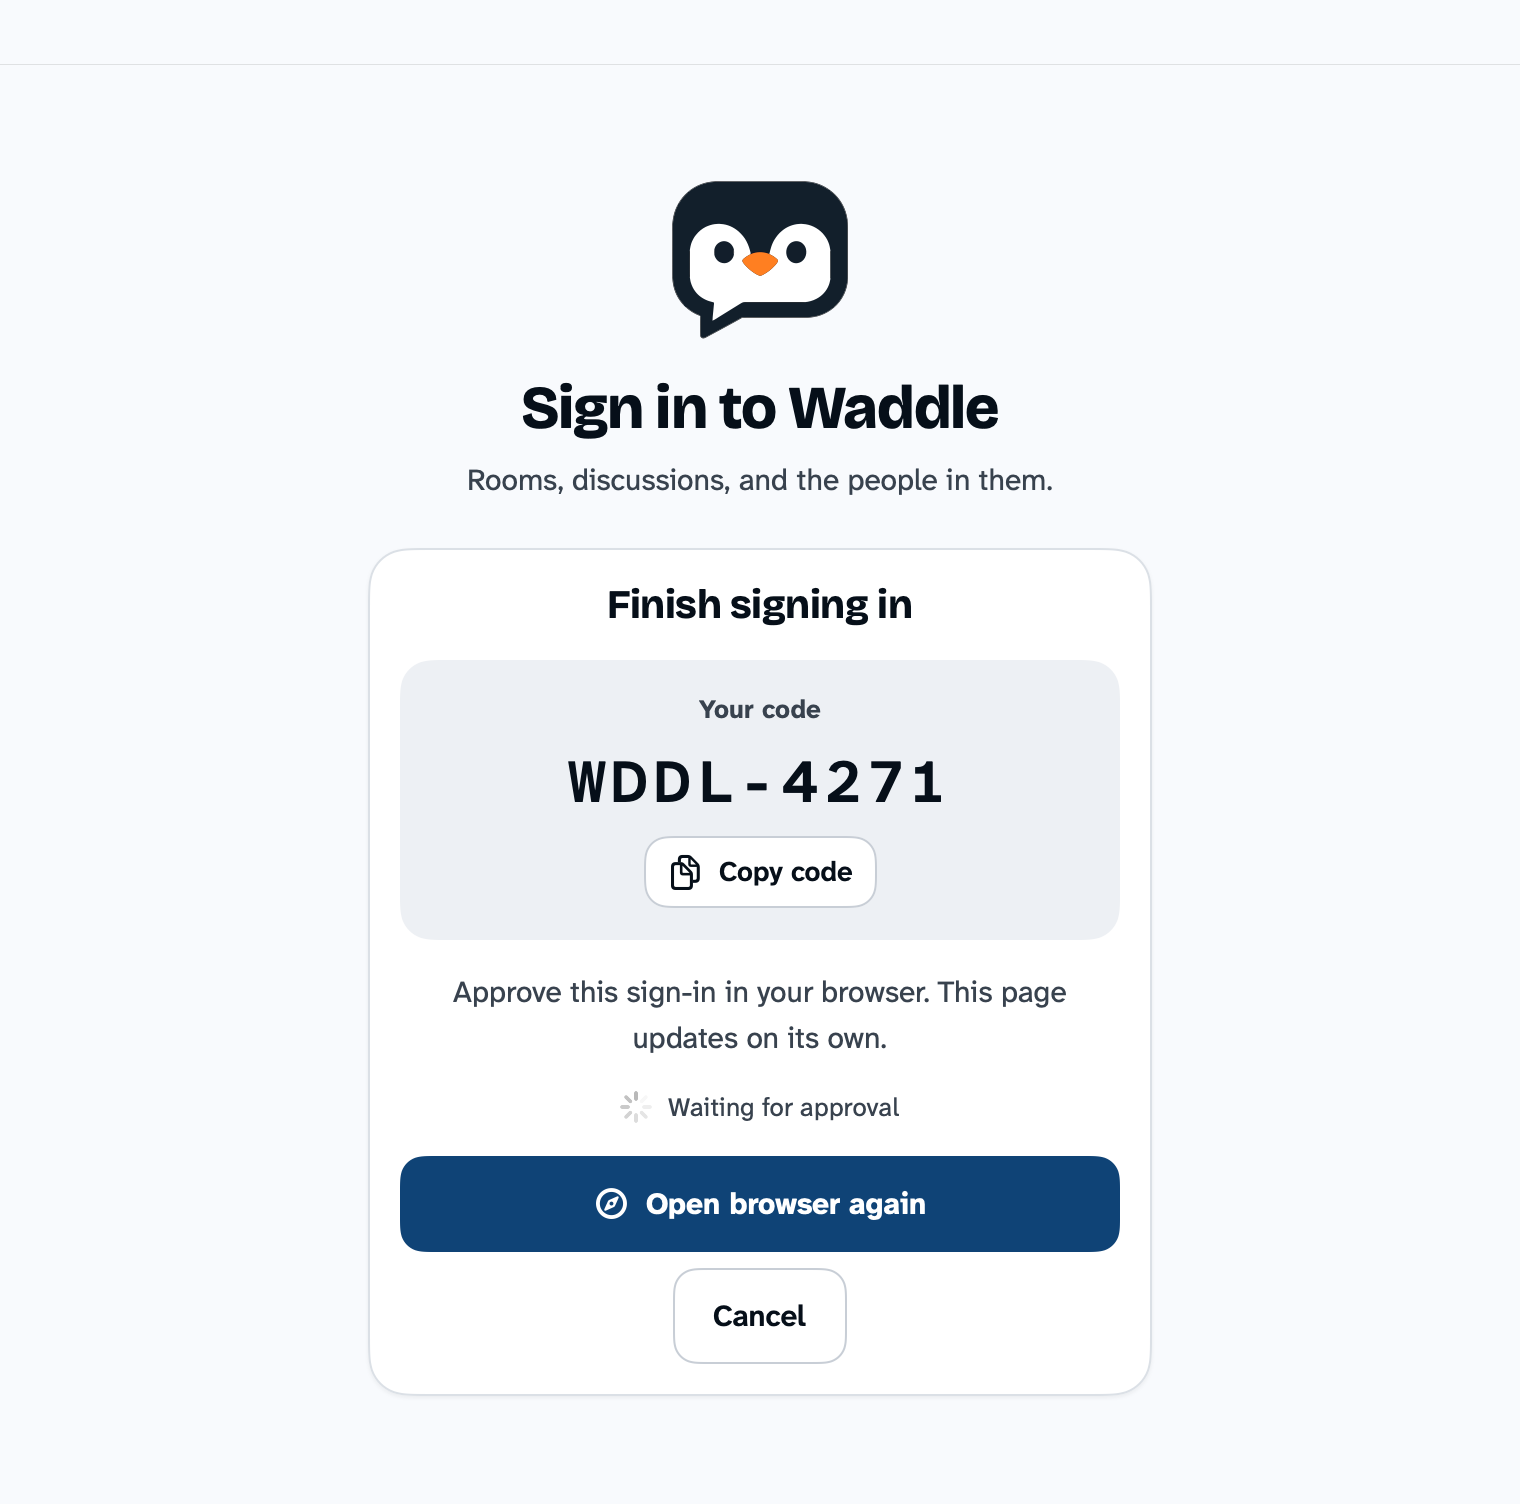 Sign in to Waddle
Rooms, discussions, and the people in them.
Finish signing in
Your code
WDDL-4271
Copy code
Approve this sign-in in your browser. This page
updates on its own.
Waiting for approval
Open browser again
Cancel